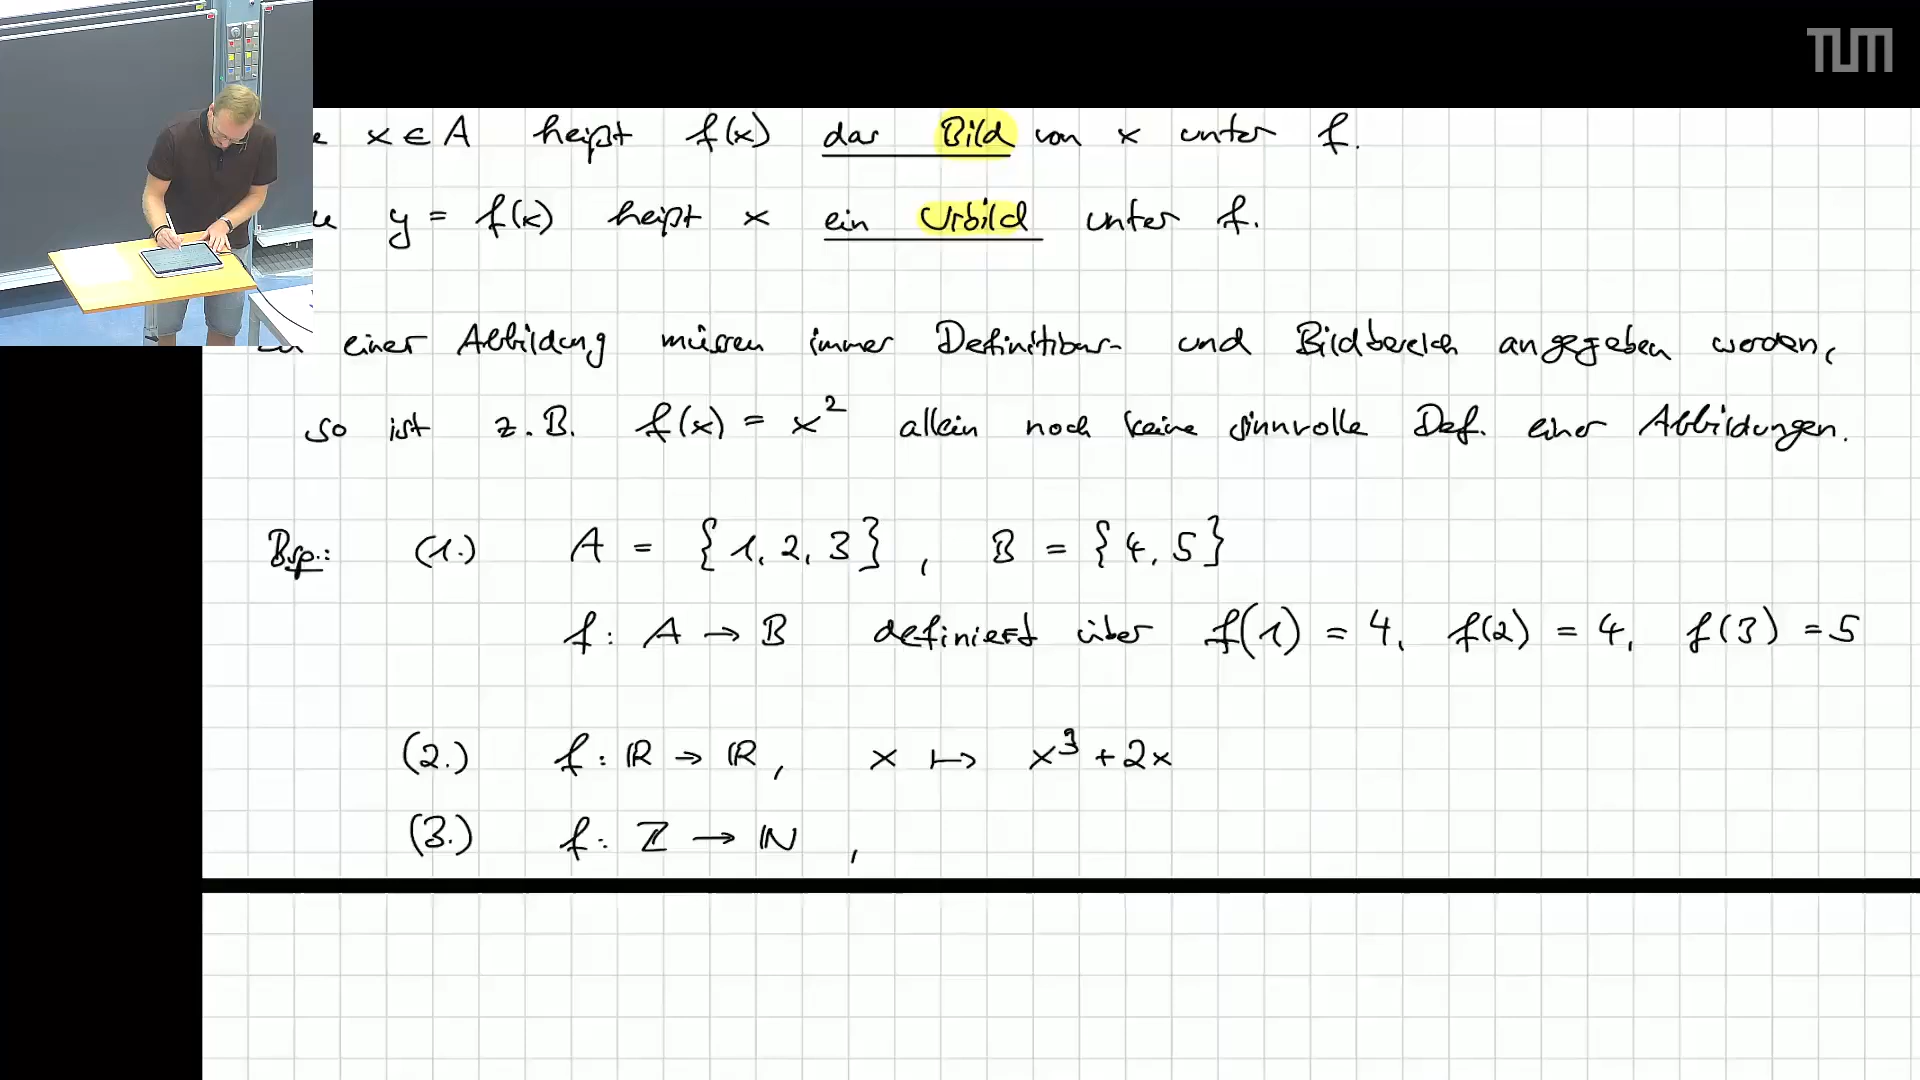 TUM
x ∈ A heißt f(x) das Bild von x unter f.
y = f(x) heißt x ein Urbild unter f.
einer Abbildung müssen immer Definitions- und Bildbereich angegeben werden,
so ist z.B. f(x) = x² allein noch keine sinnvolle Def. einer Abbildungen.
Bsp.: (1.) A = {1, 2, 3}, B = {4, 5}
f: A → B definiert über f(1) = 4, f(2) = 4, f(3) = 5
(2.) f: ℝ → ℝ, x ↦ x³ + 2x
(3.) f: ℤ → ℕ,